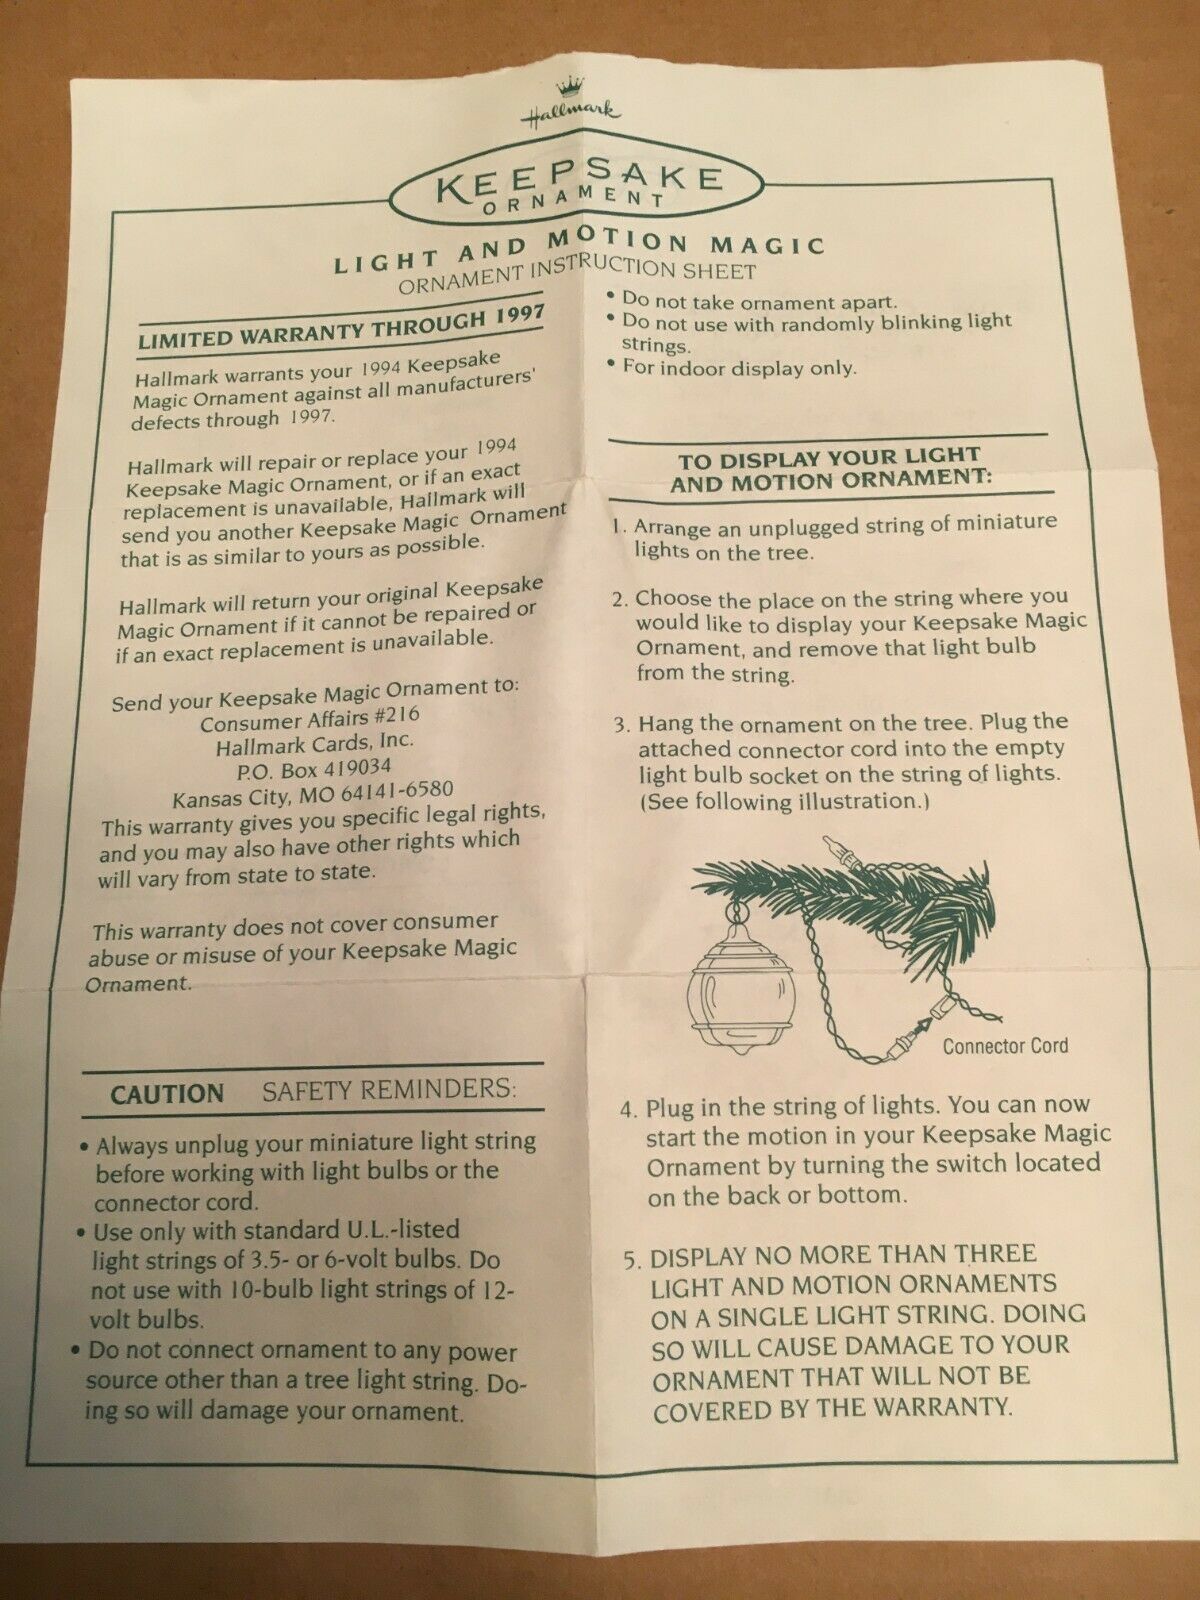 Hallmark
KEEPSAKE
ORNAMENT
LIGHT AND MOTION MAGIC
ORNAMENT INSTRUCTION SHEET
LIMITED WARRANTY THROUGH 1997
Hallmark warrants your 1994 Keepsake
Magic Ornament against all manufacturers'
defects through 1997.
Hallmark will repair or replace your 1994
Keepsake Magic Ornament, or if an exact
replacement is unavailable, Hallmark will
send you another Keepsake Magic Ornament
that is as similar to yours as possible.
Hallmark will return your original Keepsake
Magic Ornament if it cannot be repaired or
if an exact replacement is unavailable.
Send your Keepsake Magic Ornament to:
Consumer Affairs #216
Hallmark Cards, Inc.
P.O. Box 419034
Kansas City, MO 64141-6580
This warranty gives you specific legal rights,
and you may also have other rights which
will vary from state to state.
This warranty does not cover consumer
abuse or misuse of your Keepsake Magic
Ornament.
CAUTION SAFETY REMINDERS:
• Always unplug your miniature light string
before working with light bulbs or the
connector cord.
• Use only with standard U.L.-listed
light strings of 3.5- or 6-volt bulbs. Do
not use with 10-bulb light strings of 12-
volt bulbs.
• Do not connect ornament to any power
source other than a tree light string. Do-
ing so will damage your ornament.
• Do not take ornament apart.
• Do not use with randomly blinking light
strings.
• For indoor display only.
TO DISPLAY YOUR LIGHT
AND MOTION ORNAMENT:
1. Arrange an unplugged string of miniature
lights on the tree.
2. Choose the place on the string where you
would like to display your Keepsake Magic
Ornament, and remove that light bulb
from the string.
3. Hang the ornament on the tree. Plug the
attached connector cord into the empty
light bulb socket on the string of lights.
(See following illustration.)
Connector Cord
4. Plug in the string of lights. You can now
start the motion in your Keepsake Magic
Ornament by turning the switch located
on the back or bottom.
5. DISPLAY NO MORE THAN THREE
LIGHT AND MOTION ORNAMENTS
ON A SINGLE LIGHT STRING. DOING
SO WILL CAUSE DAMAGE TO YOUR
ORNAMENT THAT WILL NOT BE
COVERED BY THE WARRANTY.